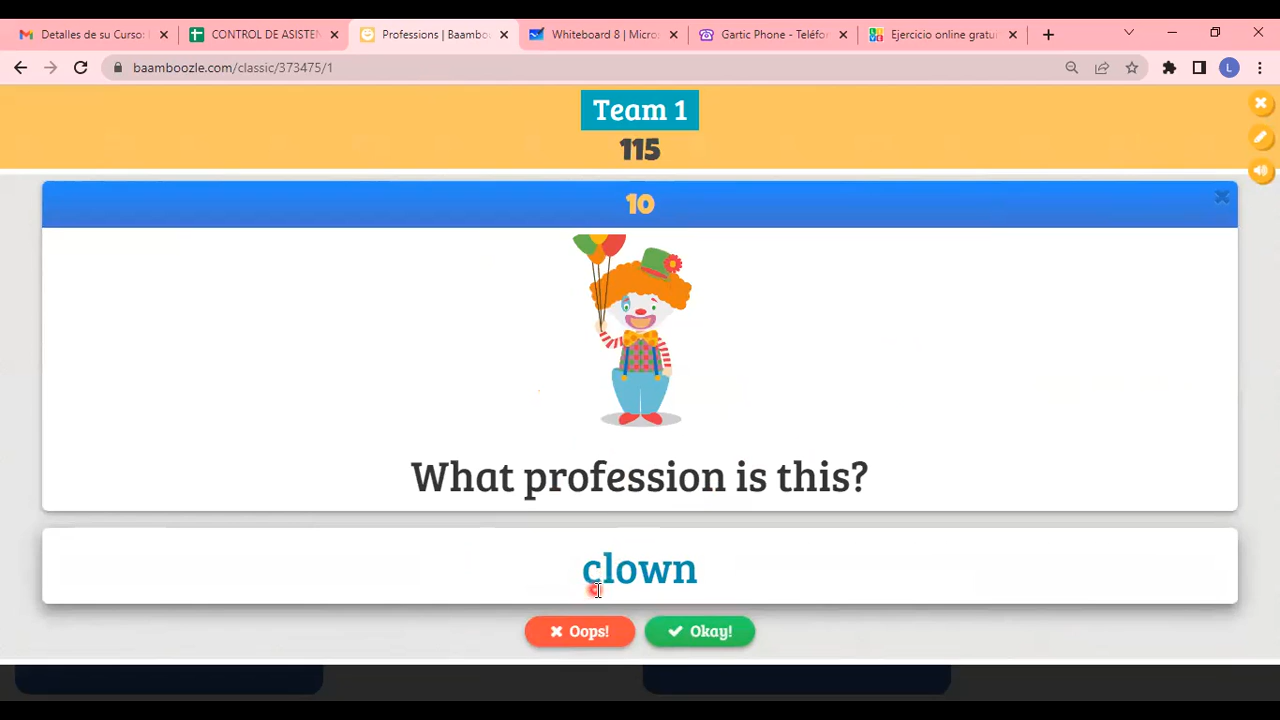 Detalles de su Curso:
CONTROL DE ASISTEN
Professions | Baambo
Whiteboard 8 | Micro
Gartic Phone - Teléfo
Ejercicio online gratu
baamboozle.com/classic/373475/1
L
Team 1
115
10
What profession is this?
clown
Oops!
Okay!